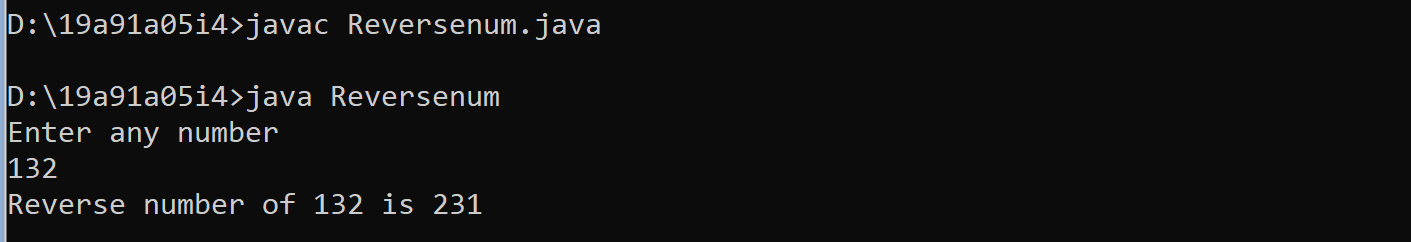 D:\19a91a05i4>javac Reversenum.java
D:\19a91a05i4>java Reversenum
Enter any number
132
Reverse number of 132 is 231